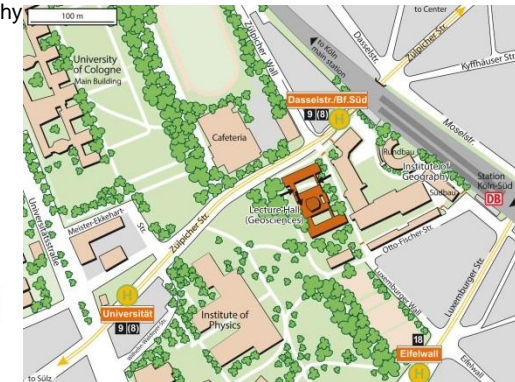 hy
100 m
to Center
Zülpicher Str.
Zülpicher Wall
Dasselstr.
Kyffhäuser Str.
to Köln
main station
University
of Cologne
Main Building
Dasselstr./Bf.Süd
H
9 (8)
Moselstr.
Cafeteria
Rundbau
Institute of
Geography
Station
Köln-Süd
DB
Südbau
Lecture Hall
(Geosciences)
Universitätsstraße
Meister-Ekkehart-
Str.
Zülpicher Str.
Otto-Fischer-Str.
Luxemburger Str.
Luxemburger Wall
H
Universität
9 (8)
Institute of
Physics
18
Eifelwall
H
Eifelwall
to Sülz